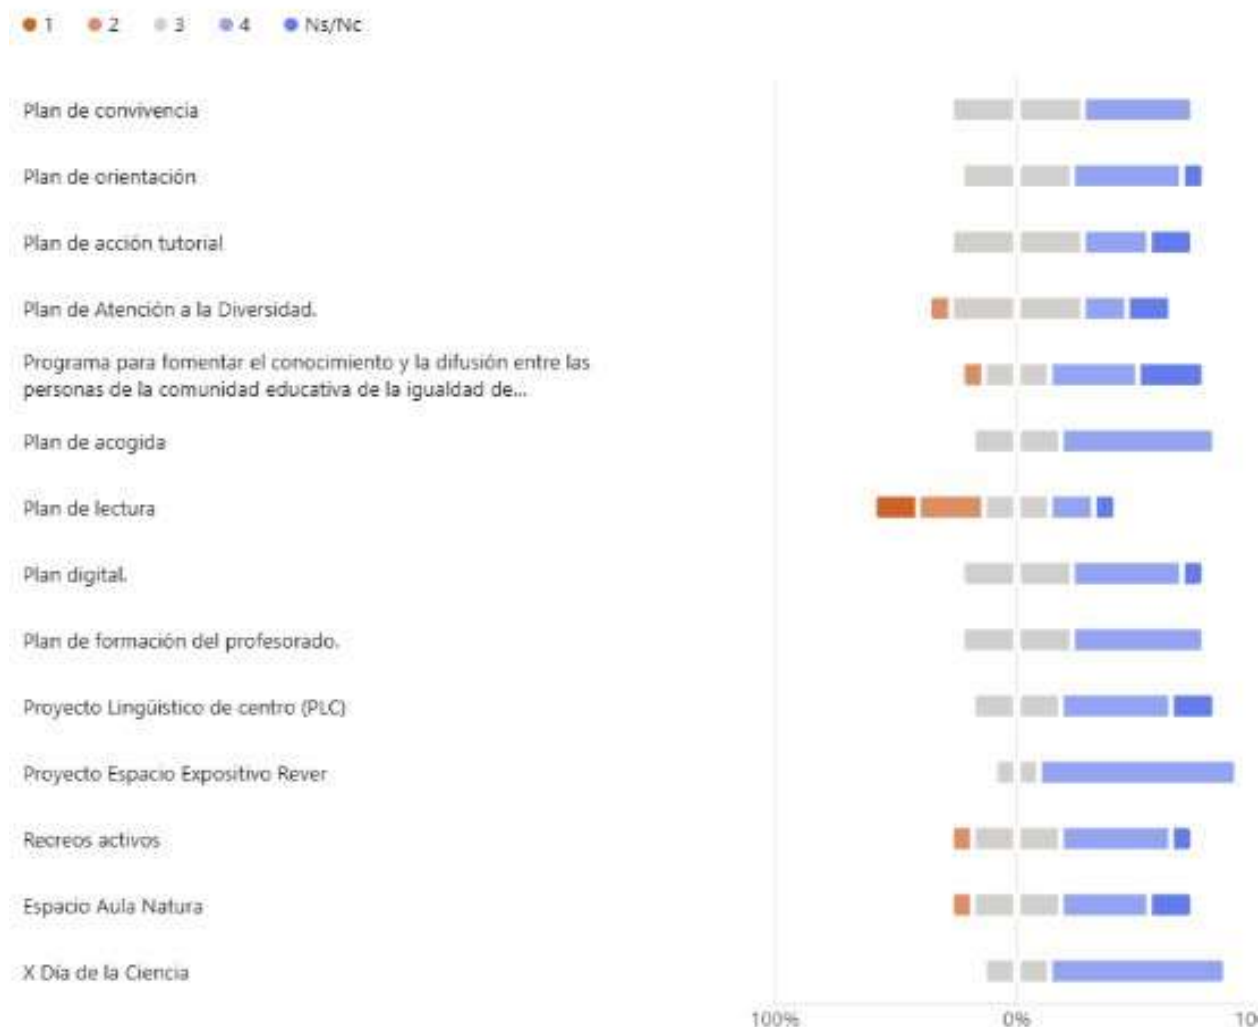 1 2 3 4 Ns/Nc
Plan de convivencia
Plan de orientación
Plan de acción tutorial
Plan de Atención a la Diversidad.
Programa para fomentar el conocimiento y la difusión entre las
personas de la comunidad educativa de la igualdad de...
Plan de acogida
Plan de lectura
Plan digital.
Plan de formación del profesorado.
Proyecto Lingüístico de centro (PLC)
Proyecto Espacio Expositivo Rever
Recreos activos
Espacio Aula Natura
X Día de la Ciencia
100% 0% 10